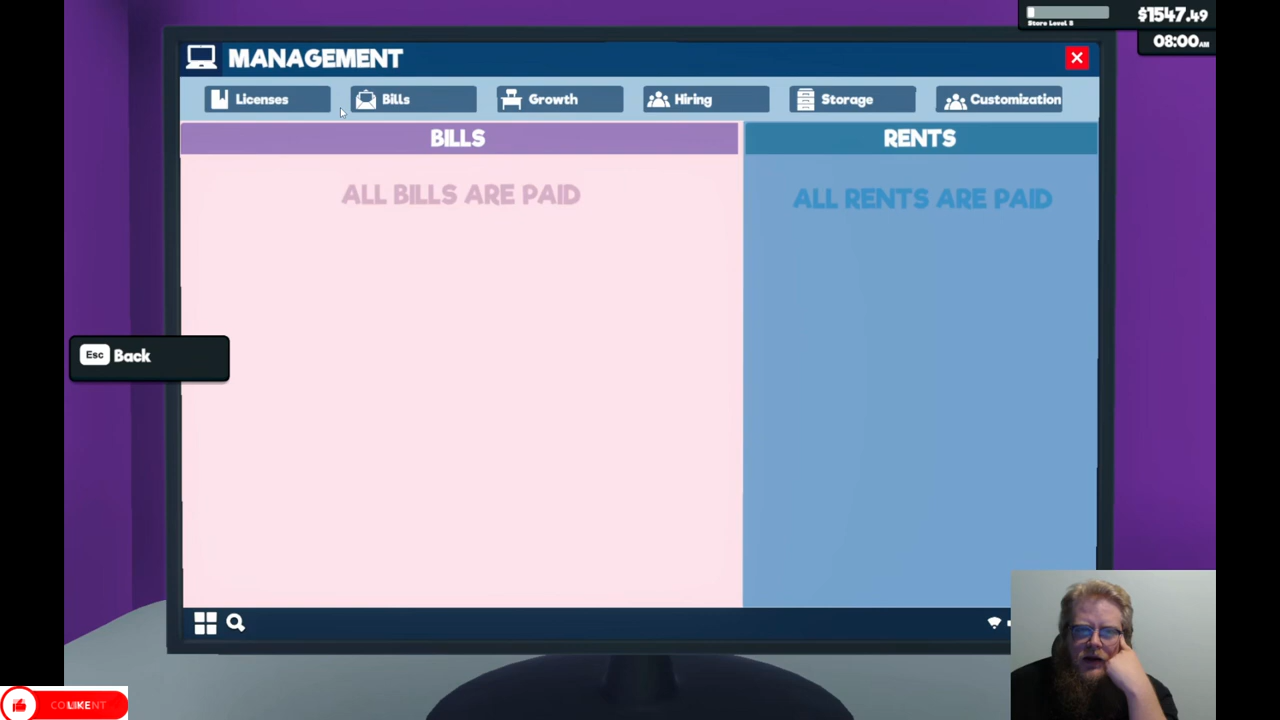 $1547.49
Store Level 8
08:00AM
MANAGEMENT
Licenses
Bills
Growth
Hiring
Storage
Customization
BILLS
RENTS
ALL BILLS ARE PAID
ALL RENTS ARE PAID
Esc Back
LIKE